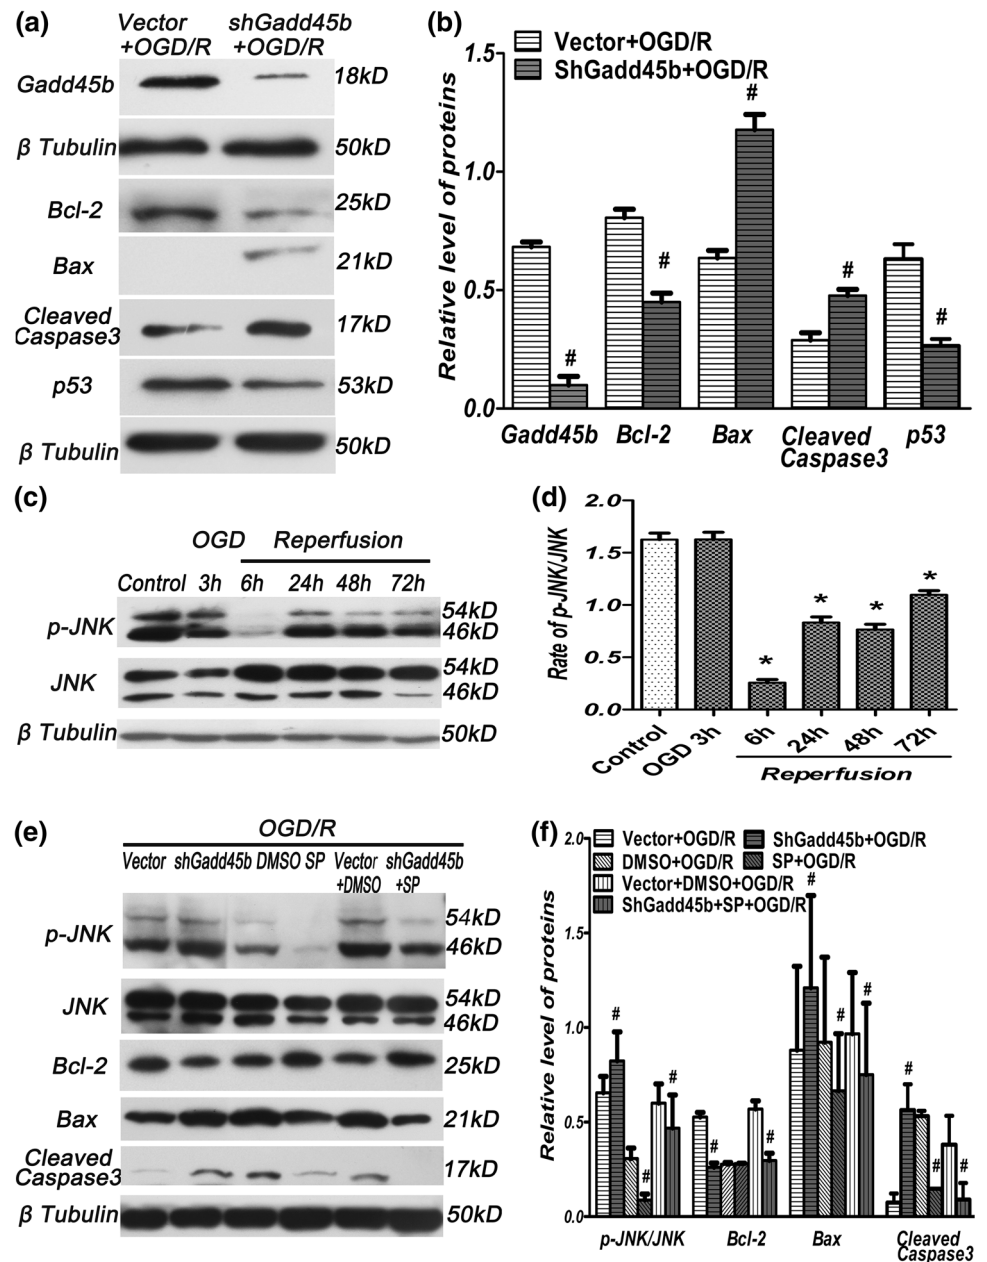 (a)
Vector shGadd45b
+OGD/R +OGD/R
Gadd45b 18kD
β Tubulin 50kD
Bcl-2 25kD
Bax 21kD
Cleaved
Caspase3 17kD
p53 53kD
β Tubulin 50kD
(b)
Vector+OGD/R
ShGadd45b+OGD/R
Relative level of proteins
1.5
1.0
0.5
0.0
# # # # #
Gadd45b Bcl-2 Bax Cleaved p53
Caspase3
(c)
OGD Reperfusion
Control 3h 6h 24h 48h 72h
p-JNK 54kD
46kD
JNK 54kD
46kD
β Tubulin 50kD
(d)
Rate of p-JNK/JNK
2.0
1.5
1.0
0.5
0.0
* * * *
Control OGD 3h 6h 24h 48h 72h
Reperfusion
(e)
OGD/R
Vector shGadd45b DMSO SP Vector shGadd45b
+DMSO +SP
p-JNK 54kD
46kD
JNK 54kD
46kD
Bcl-2 25kD
Bax 21kD
Cleaved
Caspase3 17kD
β Tubulin 50kD
(f)
Vector+OGD/R ShGadd45b+OGD/R
DMSO+OGD/R SP+OGD/R
Vector+DMSO+OGD/R
ShGadd45b+SP+OGD/R
Relative level of proteins
2.0
1.5
1.0
0.5
0.0
# # # # # # # # # # #
p-JNK/JNK Bcl-2 Bax Cleaved
Caspase3